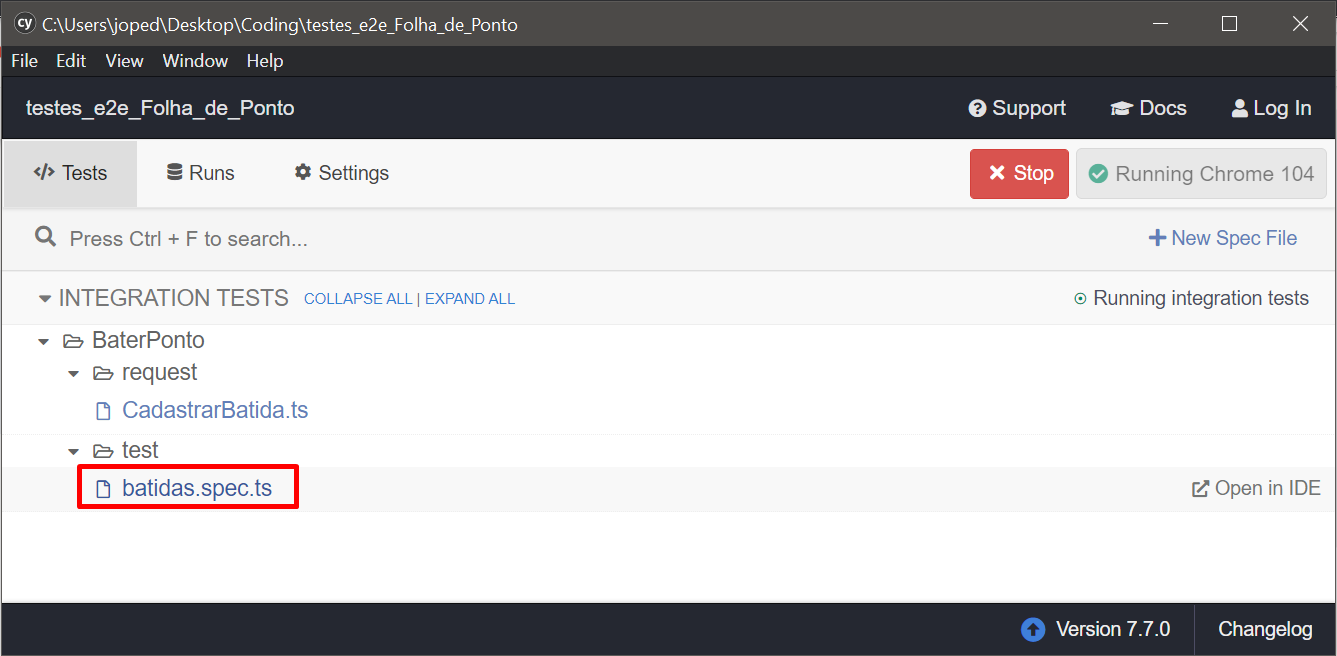 cy C:\Users\joped\Desktop\Coding\testes_e2e_Folha_de_Ponto
File Edit View Window Help
testes_e2e_Folha_de_Ponto Support Docs Log In
Tests Runs Settings Stop Running Chrome 104
Press Ctrl + F to search... New Spec File
INTEGRATION TESTS COLLAPSE ALL | EXPAND ALL Running integration tests
BaterPonto
request
CadastrarBatida.ts
test
batidas.spec.ts Open in IDE
Version 7.7.0 Changelog